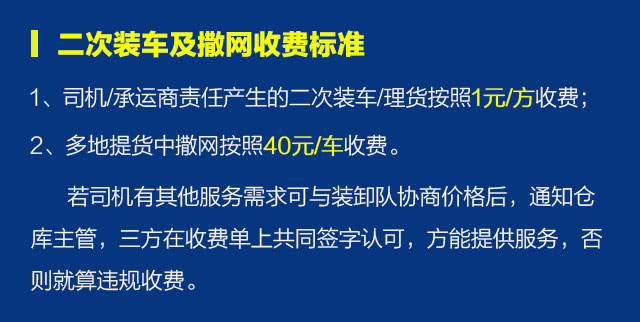 二次装车及撒网收费标准
1、司机/承运商责任产生的二次装车/理货按照1元/方收费；
2、多地提货中撒网按照40元/车收费。
若司机有其他服务需求可与装卸队协商价格后，通知仓
库主管，三方在收费单上共同签字认可，方能提供服务，否
则就算违规收费。